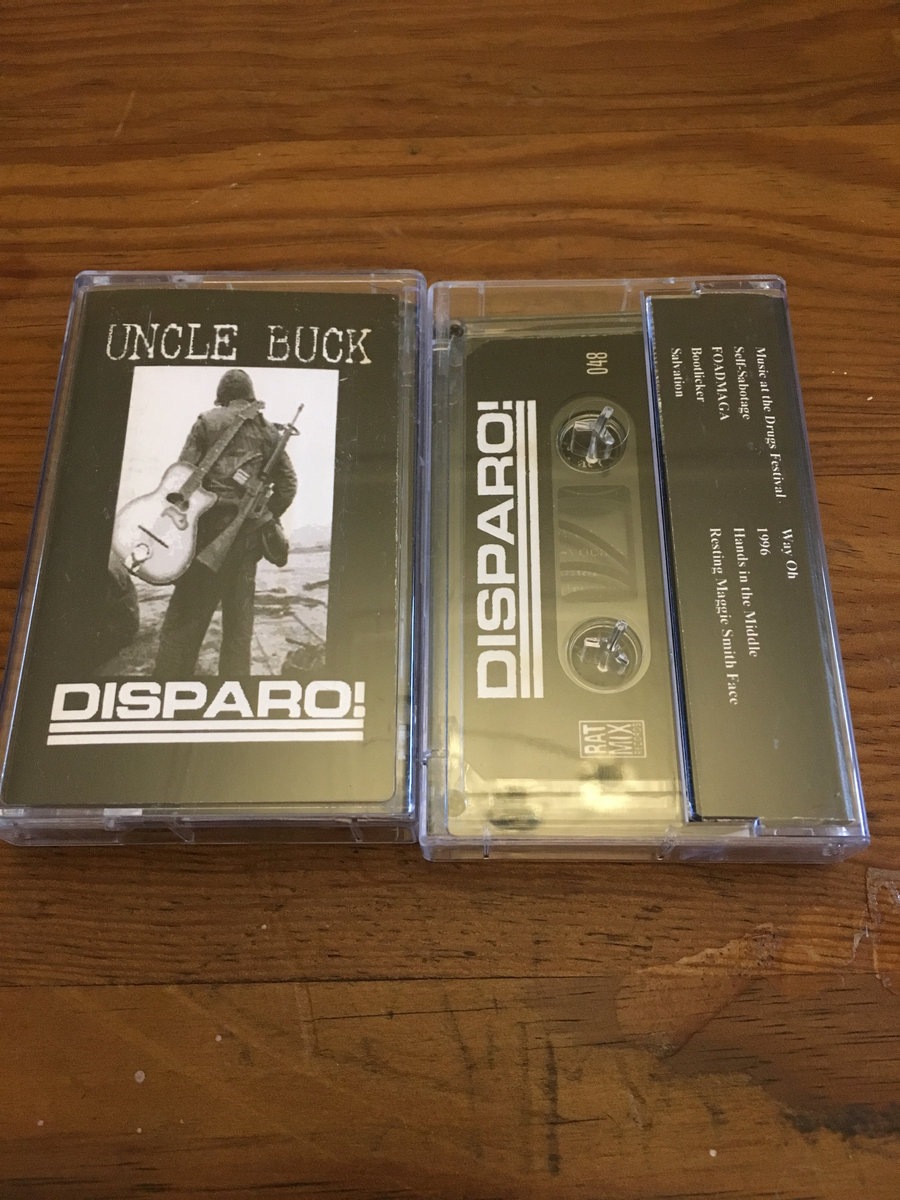 UNCLE BUCK
DISPARO!
048
DISPARO!
RAT
MIX
Music at the Drugs Festival
Self-Sabotage
FOADMAGA
Bootlicker
Salvation
Way Oh
1996
Hands in the Middle
Resting Maggie Smith Face